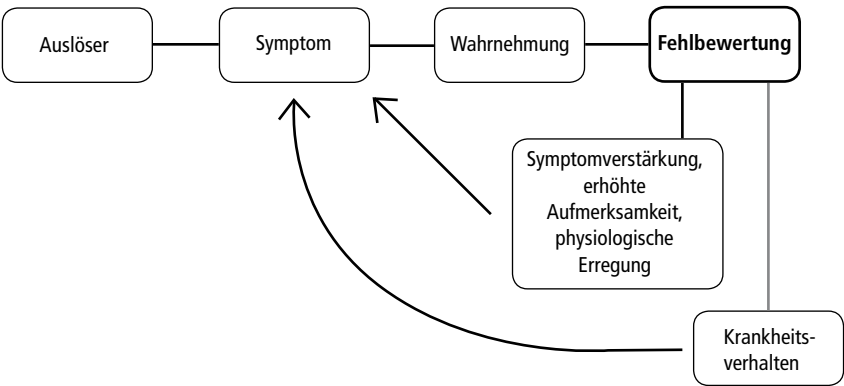 Auslöser
Symptom
Wahrnehmung
Fehlbewertung
Symptomverstärkung,
erhöhte
Aufmerksamkeit,
physiologische
Erregung
Krankheits-
verhalten